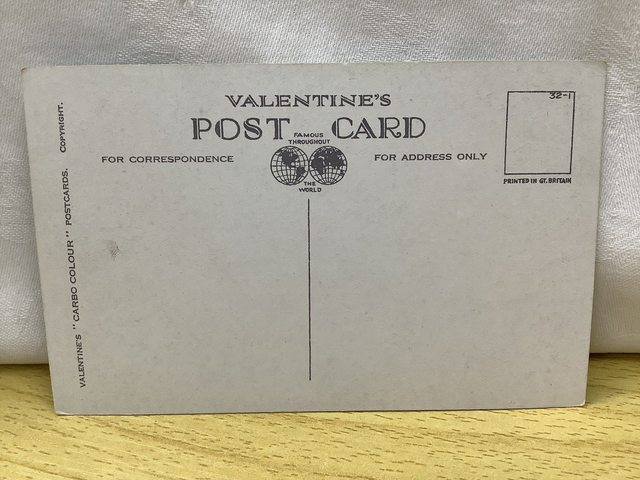 VALENTINE'S
POST CARD
FAMOUS
THROUGHOUT
THE
WORLD
FOR CORRESPONDENCE
FOR ADDRESS ONLY
32-1
PRINTED IN GT. BRITAIN
VALENTINE'S "CARBO COLOUR" POSTCARDS. COPYRIGHT.